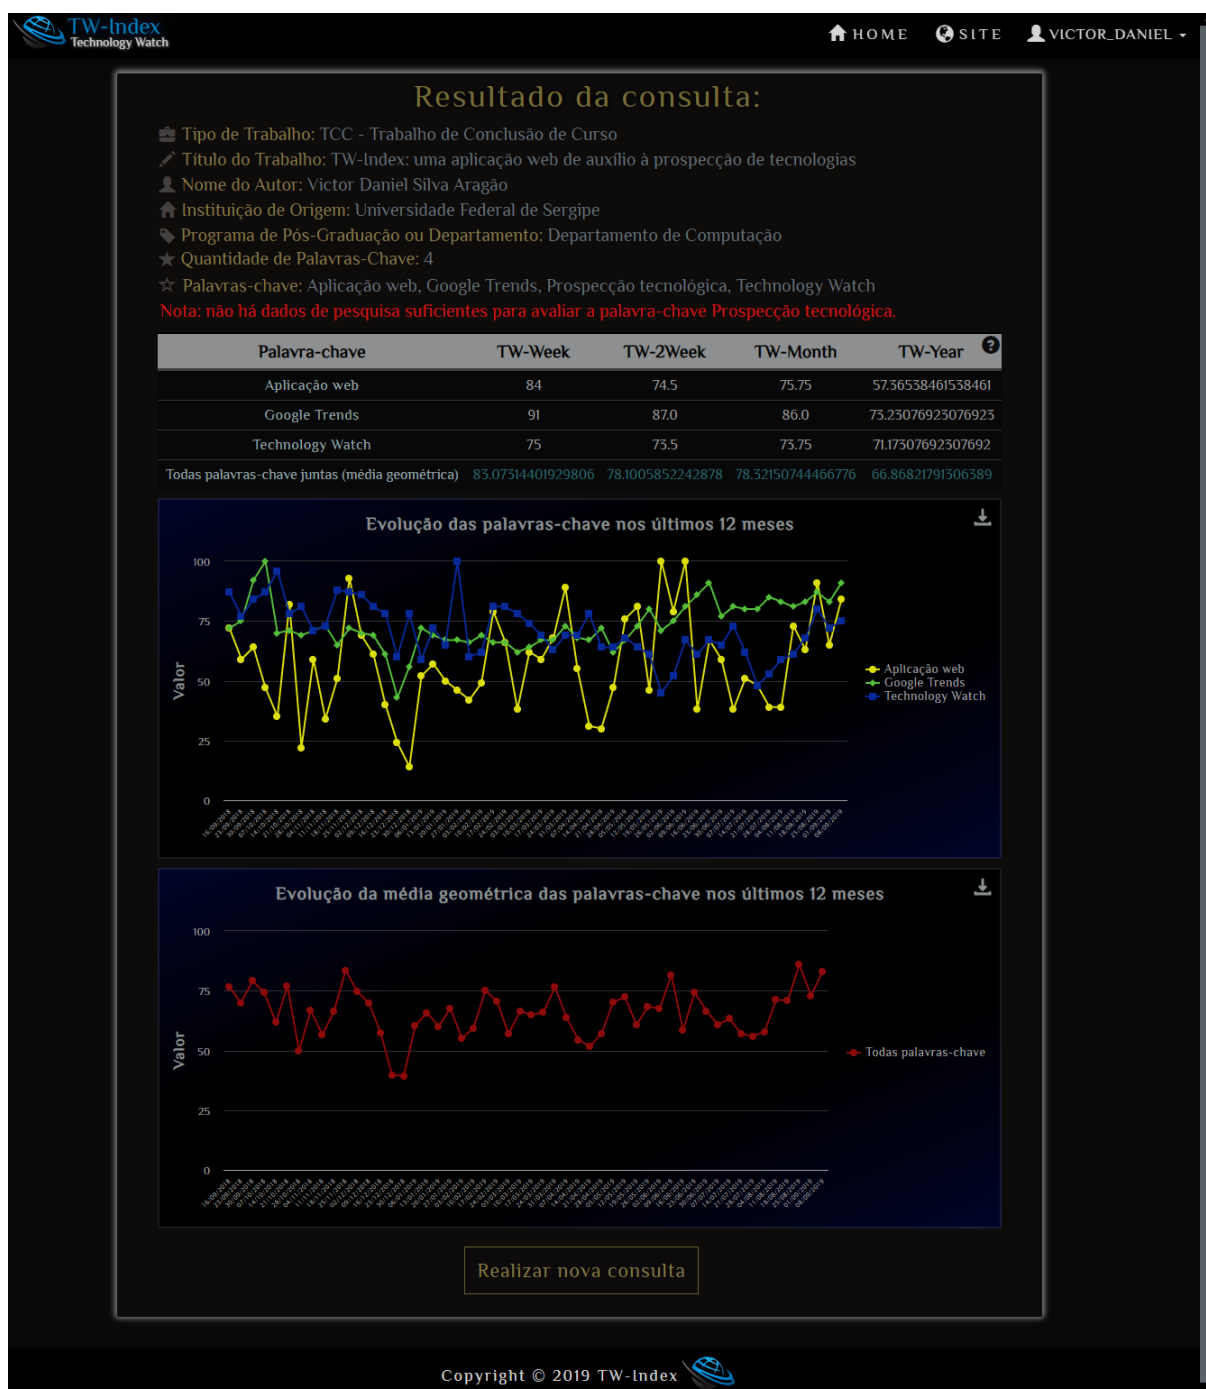 TW-Index
Technology Watch
HOME SITE VICTOR_DANIEL
Resultado da consulta:
Tipo de Trabalho: TCC - Trabalho de Conclusão de Curso
Título do Trabalho: TW-Index: uma aplicação web de auxílio à prospecção de tecnologias
Nome do Autor: Victor Daniel Silva Aragão
Instituição de Origem: Universidade Federal de Sergipe
Programa de Pós-Graduação ou Departamento: Departamento de Computação
Quantidade de Palavras-Chave: 4
Palavras-chave: Aplicação web, Google Trends, Prospecção tecnológica, Technology Watch
Nota: não há dados de pesquisa suficientes para avaliar a palavra-chave Prospecção tecnológica.
Palavra-chave TW-Week TW-2Week TW-Month TW-Year ?
Aplicação web 84 74.5 75.75 57.36538461538461
Google Trends 91 87.0 86.0 73.23076923076923
Technology Watch 75 73.5 73.75 71.17307692307692
Todas palavras-chave juntas (média geométrica) 83.07314401929806 78.1005852242878 78.32150744466776 66.86821791306389
Evolução das palavras-chave nos últimos 12 meses
100
75
50
25
0
Valor
Aplicação web
Google Trends
Technology Watch
Evolução da média geométrica das palavras-chave nos últimos 12 meses
100
75
50
25
0
Valor
Todas palavras-chave
Realizar nova consulta
Copyright © 2019 TW-Index